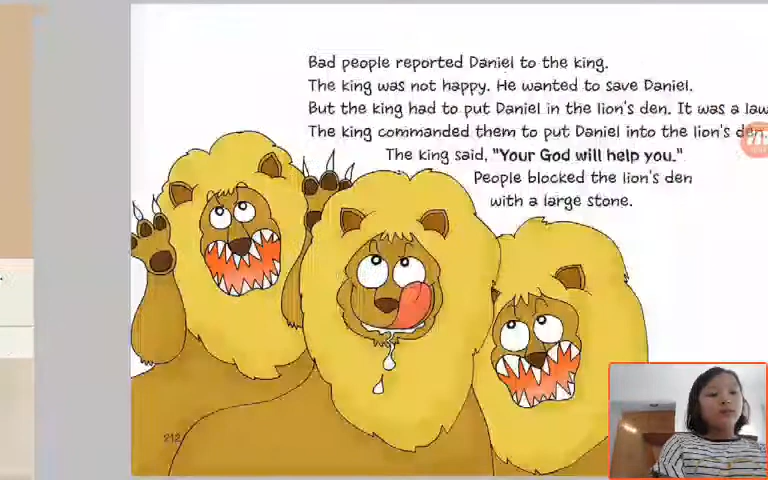 Bad people reported Daniel to the king.
The king was not happy. He wanted to save Daniel.
But the king had to put Daniel in the lion's den. It was a law
The king commanded them to put Daniel into the lion's
The king said, "Your God will help you."
People blocked the lion's den
with a large stone.
212